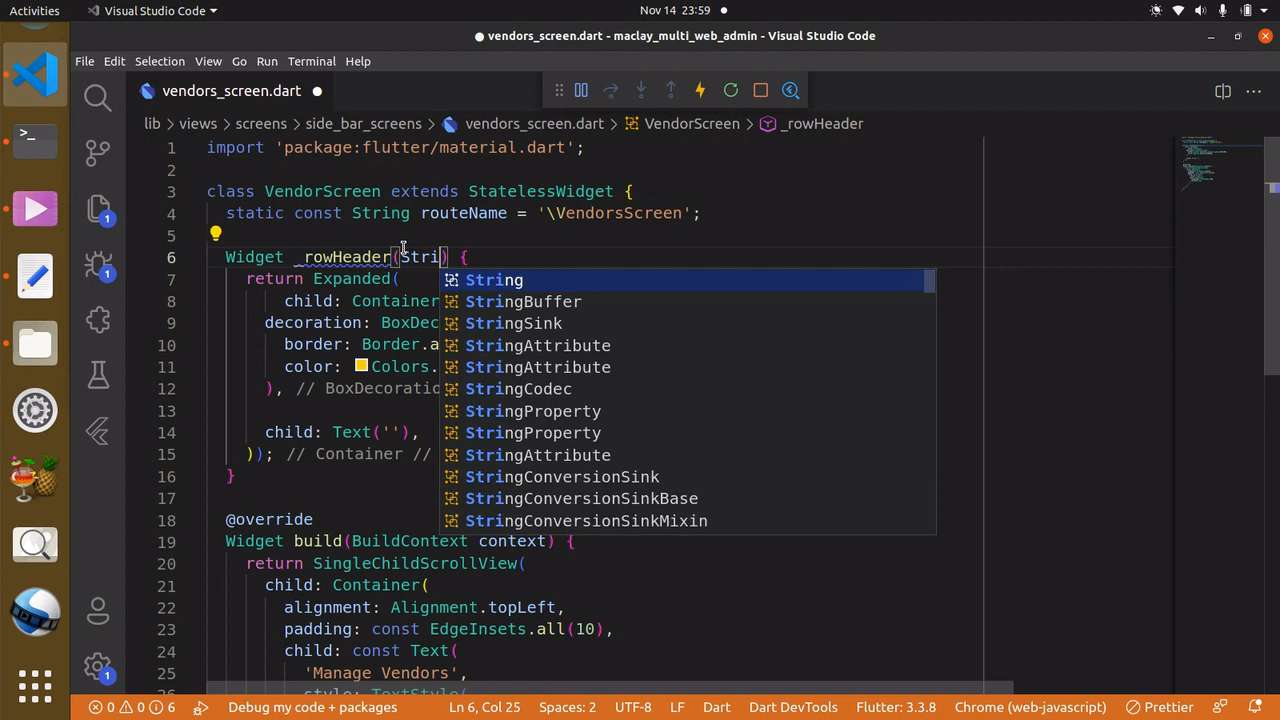 Activities
Visual Studio Code
Nov 14 23:59
vendors_screen.dart - maclay_multi_web_admin - Visual Studio Code
File Edit Selection View Go Run Terminal Help
vendors_screen.dart
lib > views > screens > side_bar_screens > vendors_screen.dart > VendorScreen > _rowHeader
1 import 'package:flutter/material.dart';
2
3 class VendorScreen extends StatelessWidget {
4 static const String routeName = '\VendorsScreen';
5
6 Widget _rowHeader(Stri) {
7 return Expanded(
String
8 child: Container
StringBuffer
9 decoration: BoxDec
StringSink
10 border: Border.a
StringAttribute
11 color: Colors.
StringAttribute
12 ), // BoxDecoratio
StringCodec
13
StringProperty
14 child: Text(''),
StringProperty
15 )); // Container //
StringAttribute
16 }
StringConversionSink
17
StringConversionSinkBase
18 @override
StringConversionSinkMixin
19 Widget build(BuildContext context) {
20 return SingleChildScrollView(
21 child: Container(
22 alignment: Alignment.topLeft,
23 padding: const EdgeInsets.all(10),
24 child: const Text(
25 'Manage Vendors',
26 style: TextStyle(
1
1
1
0 0 6 Debug my code + packages Ln 6, Col 25 Spaces: 2 UTF-8 LF Dart Dart DevTools Flutter: 3.3.8 Chrome (web-javascript) Prettier